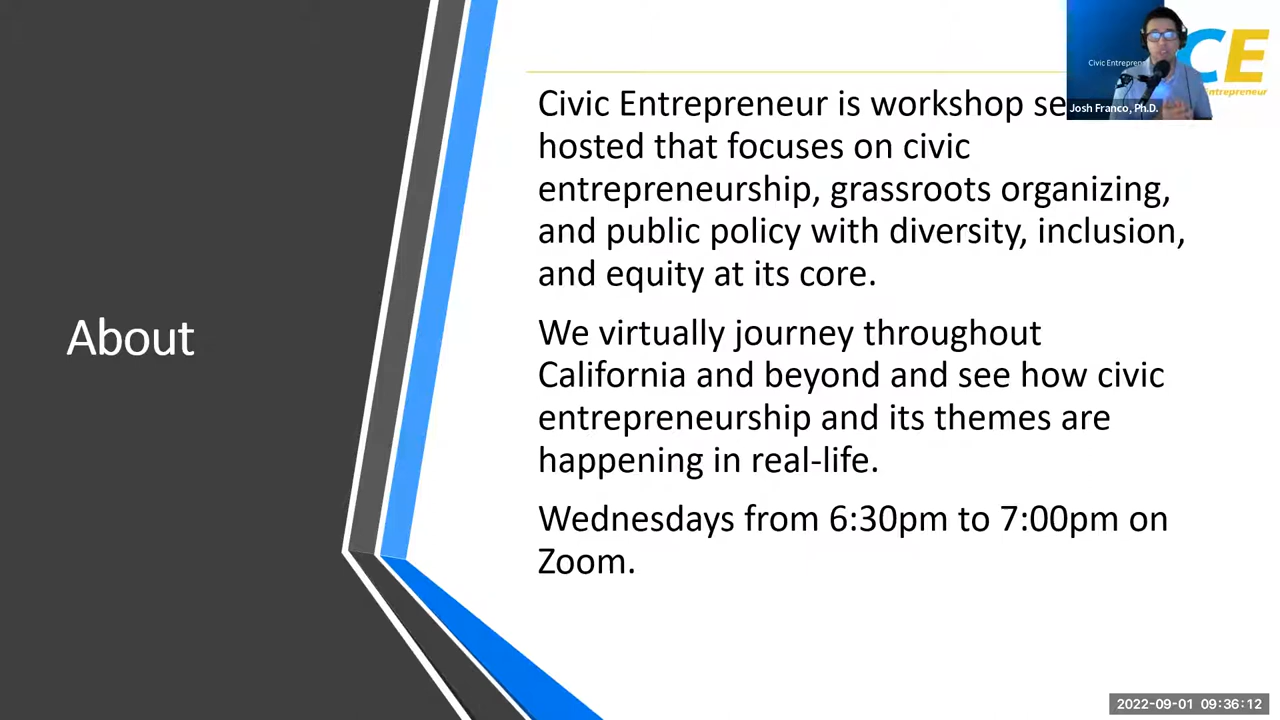 About
Civic Entrepreneur is workshop
hosted that focuses on civic
entrepreneurship, grassroots organizing,
and public policy with diversity, inclusion,
and equity at its core.
We virtually journey throughout
California and beyond and see how civic
entrepreneurship and its themes are
happening in real-life.
Wednesdays from 6:30pm to 7:00pm on
Zoom.
CE
Entrepreneur
Civic
Josh Franco, Ph.D.
2022-09-01 09:36:12